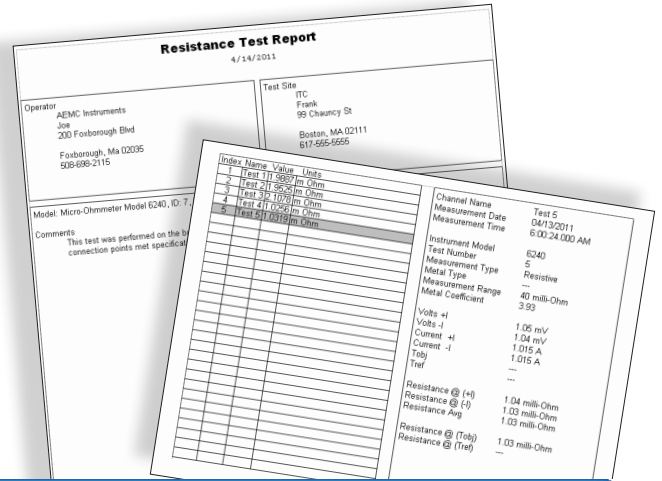 Resistance Test Report
4/14/2011
Operator
AEMC Instruments
Joe
200 Foxborough Blvd
Foxborough, Ma 02035
508-698-2115
Test Site
ITC
Frank
99 Chauncy St
Boston, MA 02111
617-555-5555
Model: Micro-Ohmmeter Model 6240, ID: 7,
Comments
This test was performed on the
connection points met
Index Name Value Units
1 Test 1 1.9887 m Ohm
2 Test 2 1.9525 m Ohm
3 Test 3 2.1078 m Ohm
4 Test 4 1.0256 m Ohm
5 Test 5 1.0319 m Ohm
Channel Name Test 5
Measurement Date 04/13/2011
Measurement Time 6:00:24.000 AM
Instrument Model 6240
Test Number 5
Measurement Type Resistive
Metal Type ---
Measurement Range 40 milli-Ohm
Metal Coefficient 3.93
Volts +I 1.05 mV
Volts -I 1.04 mV
Current +I 1.015 A
Current -I 1.015 A
Tobj ---
Tref ---
Resistance @ (+I) 1.04 milli-Ohm
Resistance @ (-I) 1.03 milli-Ohm
Resistance Avg 1.03 milli-Ohm
Resistance @ (Tobj) 1.03 milli-Ohm
Resistance @ (Tref) ---